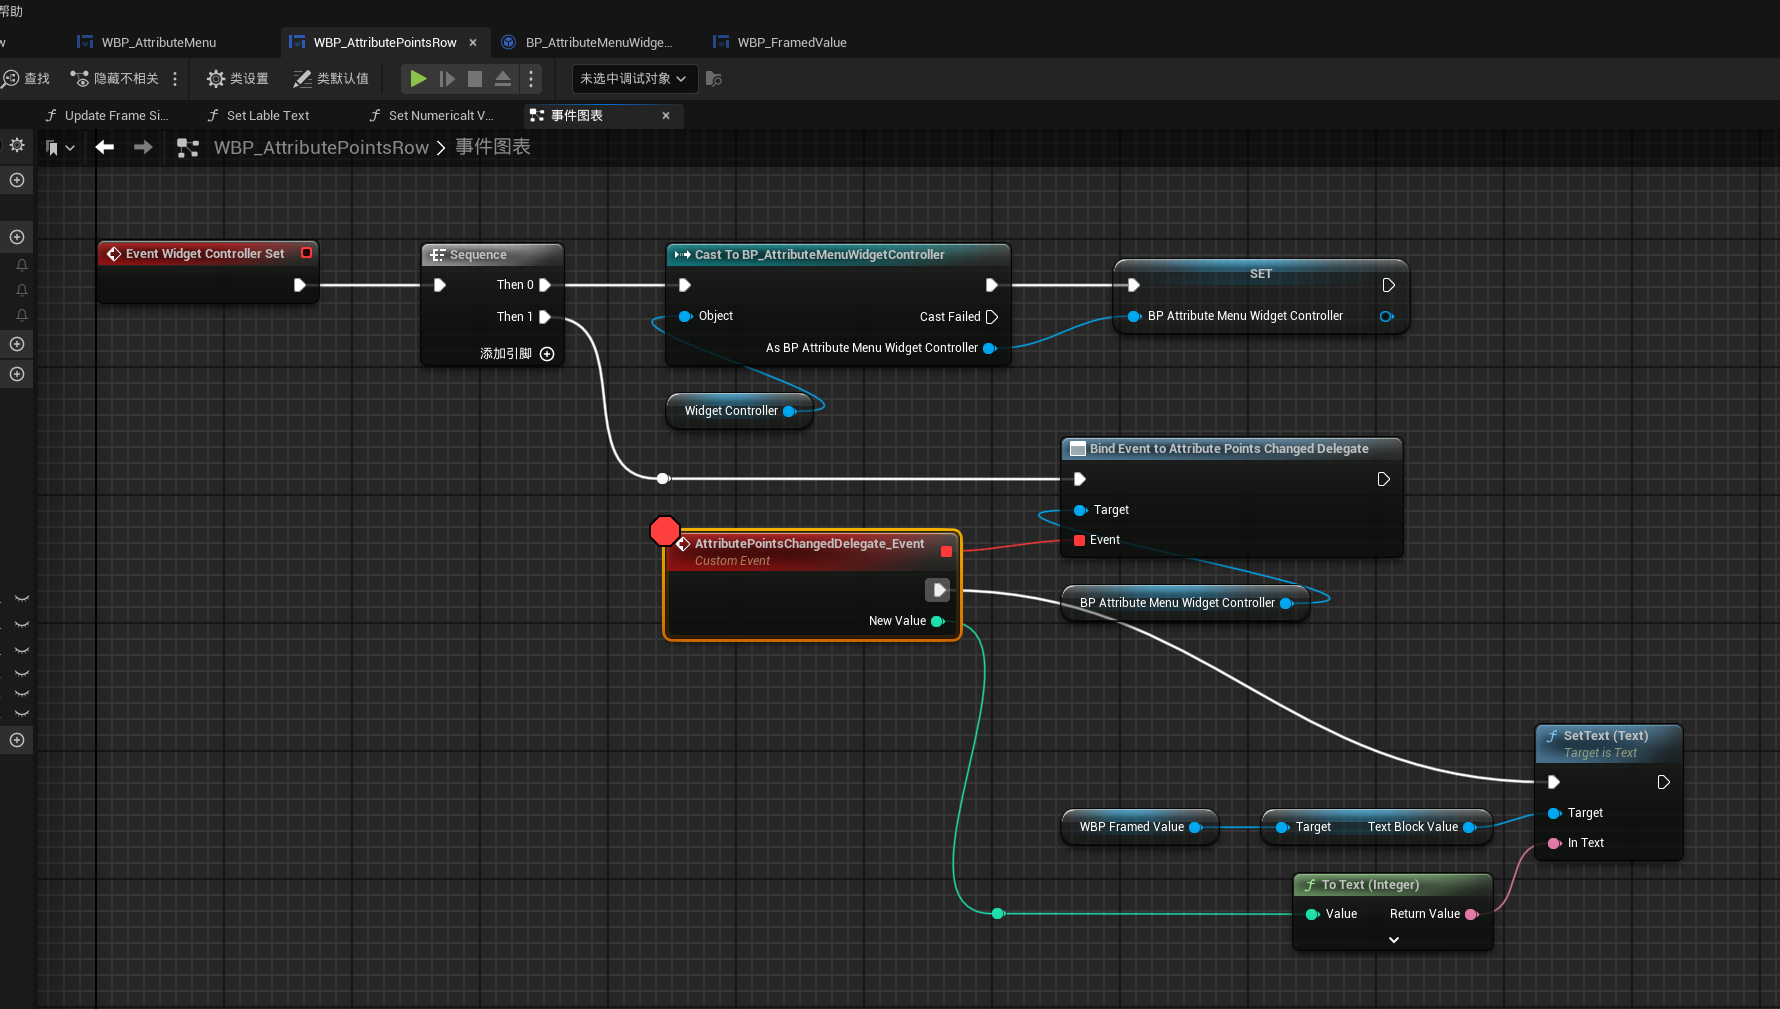 帮助
WBP_AttributeMenu
WBP_AttributePointsRow
BP_AttributeMenuWidge...
WBP_FramedValue
查找
隐藏不相关
类设置
类默认值
未选中调试对象
Update Frame Si...
Set Lable Text
Set Numericalt V...
事件图表
WBP_AttributePointsRow > 事件图表
Event Widget Controller Set
Sequence
Then 0
Then 1
添加引脚
Cast To BP_AttributeMenuWidgetController
Object
Cast Failed
As BP Attribute Menu Widget Controller
SET
BP Attribute Menu Widget Controller
Widget Controller
Bind Event to Attribute Points Changed Delegate
Target
Event
AttributePointsChangedDelegate_Event
Custom Event
New Value
BP Attribute Menu Widget Controller
SetText (Text)
Target is Text
Target
In Text
WBP Framed Value
Target
Text Block Value
To Text (Integer)
Value
Return Value